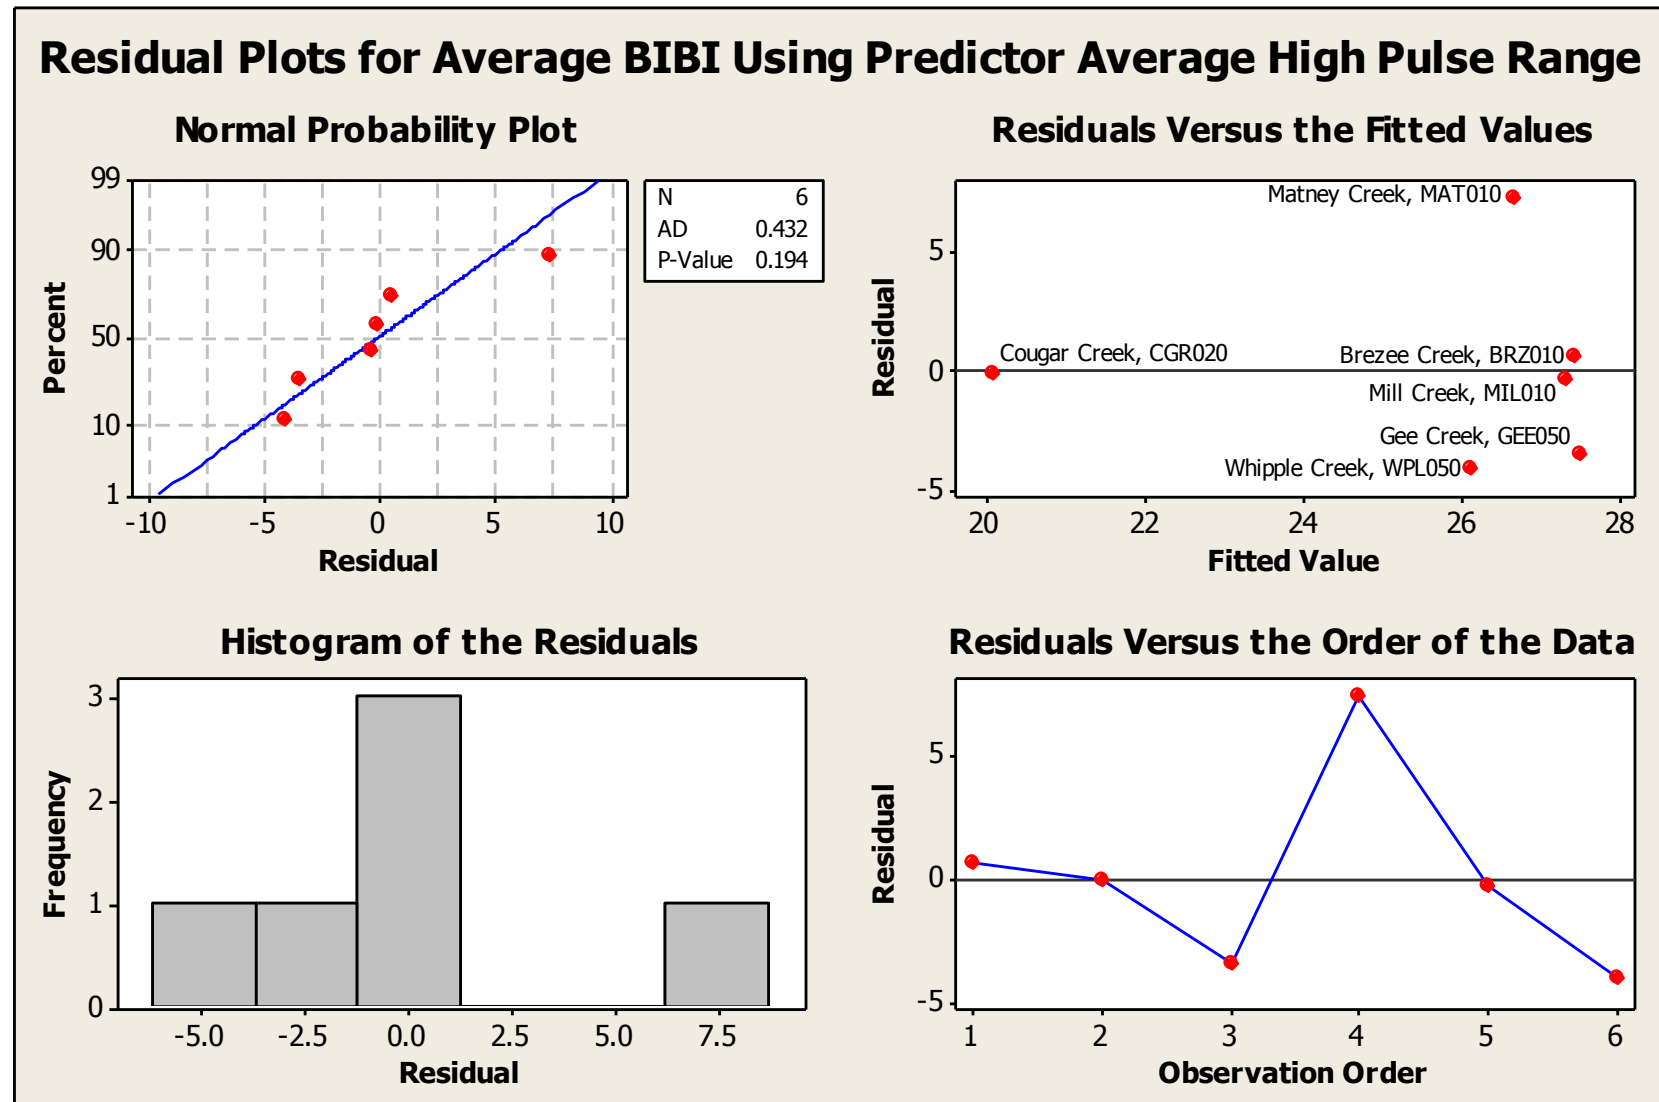 Residual Plots for Average BIBI Using Predictor Average High Pulse Range
Normal Probability Plot
99
90
50
10
1
Percent
-10 -5 0 5 10
Residual
N 6
AD 0.432
P-Value 0.194
Residuals Versus the Fitted Values
5
0
-5
Residual
Matney Creek, MAT010
Cougar Creek, CGR020
Brezee Creek, BRZ010
Mill Creek, MIL010
Gee Creek, GEE050
Whipple Creek, WPL050
20 22 24 26 28
Fitted Value
Histogram of the Residuals
3
2
1
0
Frequency
-5.0 -2.5 0.0 2.5 5.0 7.5
Residual
Residuals Versus the Order of the Data
5
0
-5
Residual
1 2 3 4 5 6
Observation Order